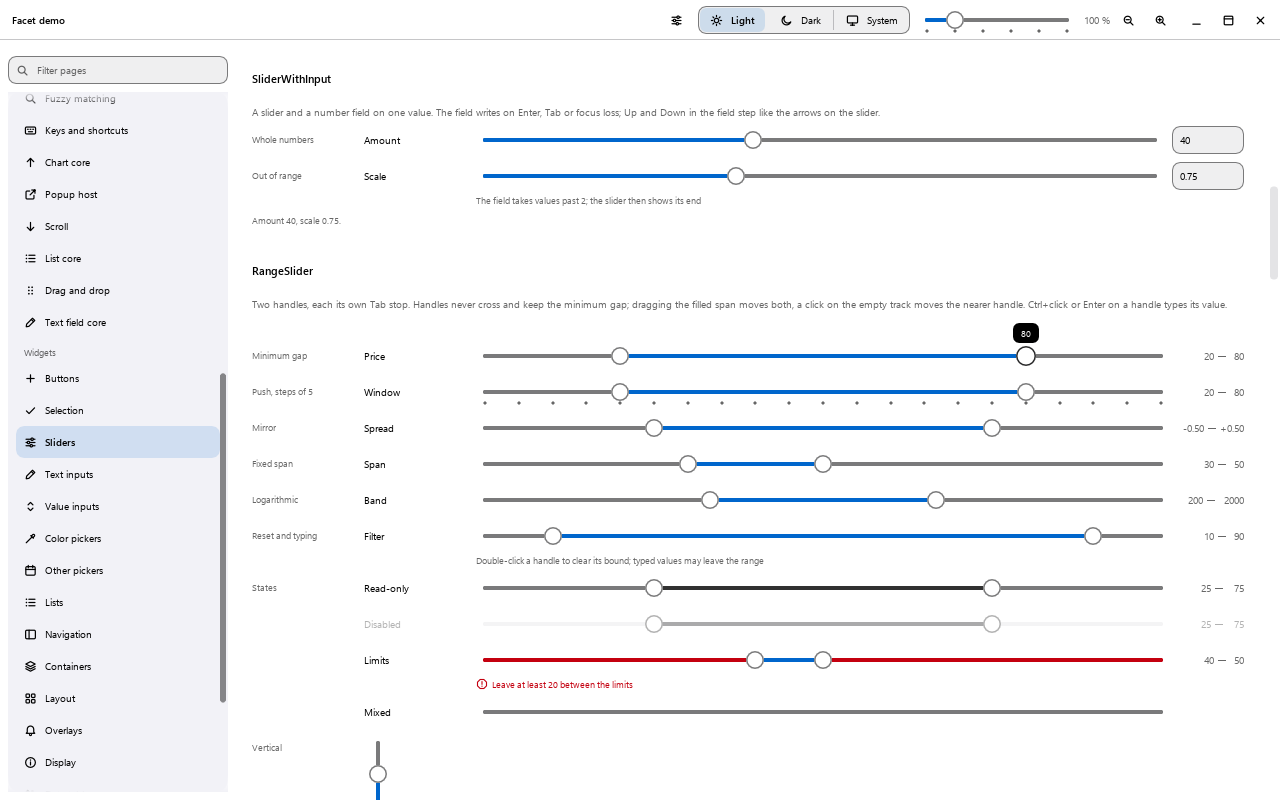 Facet demo
Light
Dark
System
100 %
Filter pages
Fuzzy matching
Keys and shortcuts
Chart core
Popup host
Scroll
List core
Drag and drop
Text field core
Widgets
Buttons
Selection
Sliders
Text inputs
Value inputs
Color pickers
Other pickers
Lists
Navigation
Containers
Layout
Overlays
Display
SliderWithInput
A slider and a number field on one value. The field writes on Enter, Tab or focus loss; Up and Down in the field step like the arrows on the slider.
Whole numbers Amount 40
Out of range Scale 0.75
The field takes values past 2; the slider then shows its end
Amount 40, scale 0.75.
RangeSlider
Two handles, each its own Tab stop. Handles never cross and keep the minimum gap; dragging the filled span moves both, a click on the empty track moves the nearer handle. Ctrl+click or Enter on a handle types its value.
80
Minimum gap Price 20 — 80
Push, steps of 5 Window 20 — 80
Mirror Spread -0.50 — +0.50
Fixed span Span 30 — 50
Logarithmic Band 200 — 2000
Reset and typing Filter 10 — 90
Double-click a handle to clear its bound; typed values may leave the range
States Read-only 25 — 75
Disabled 25 — 75
Limits 40 — 50
Leave at least 20 between the limits
Mixed
Vertical